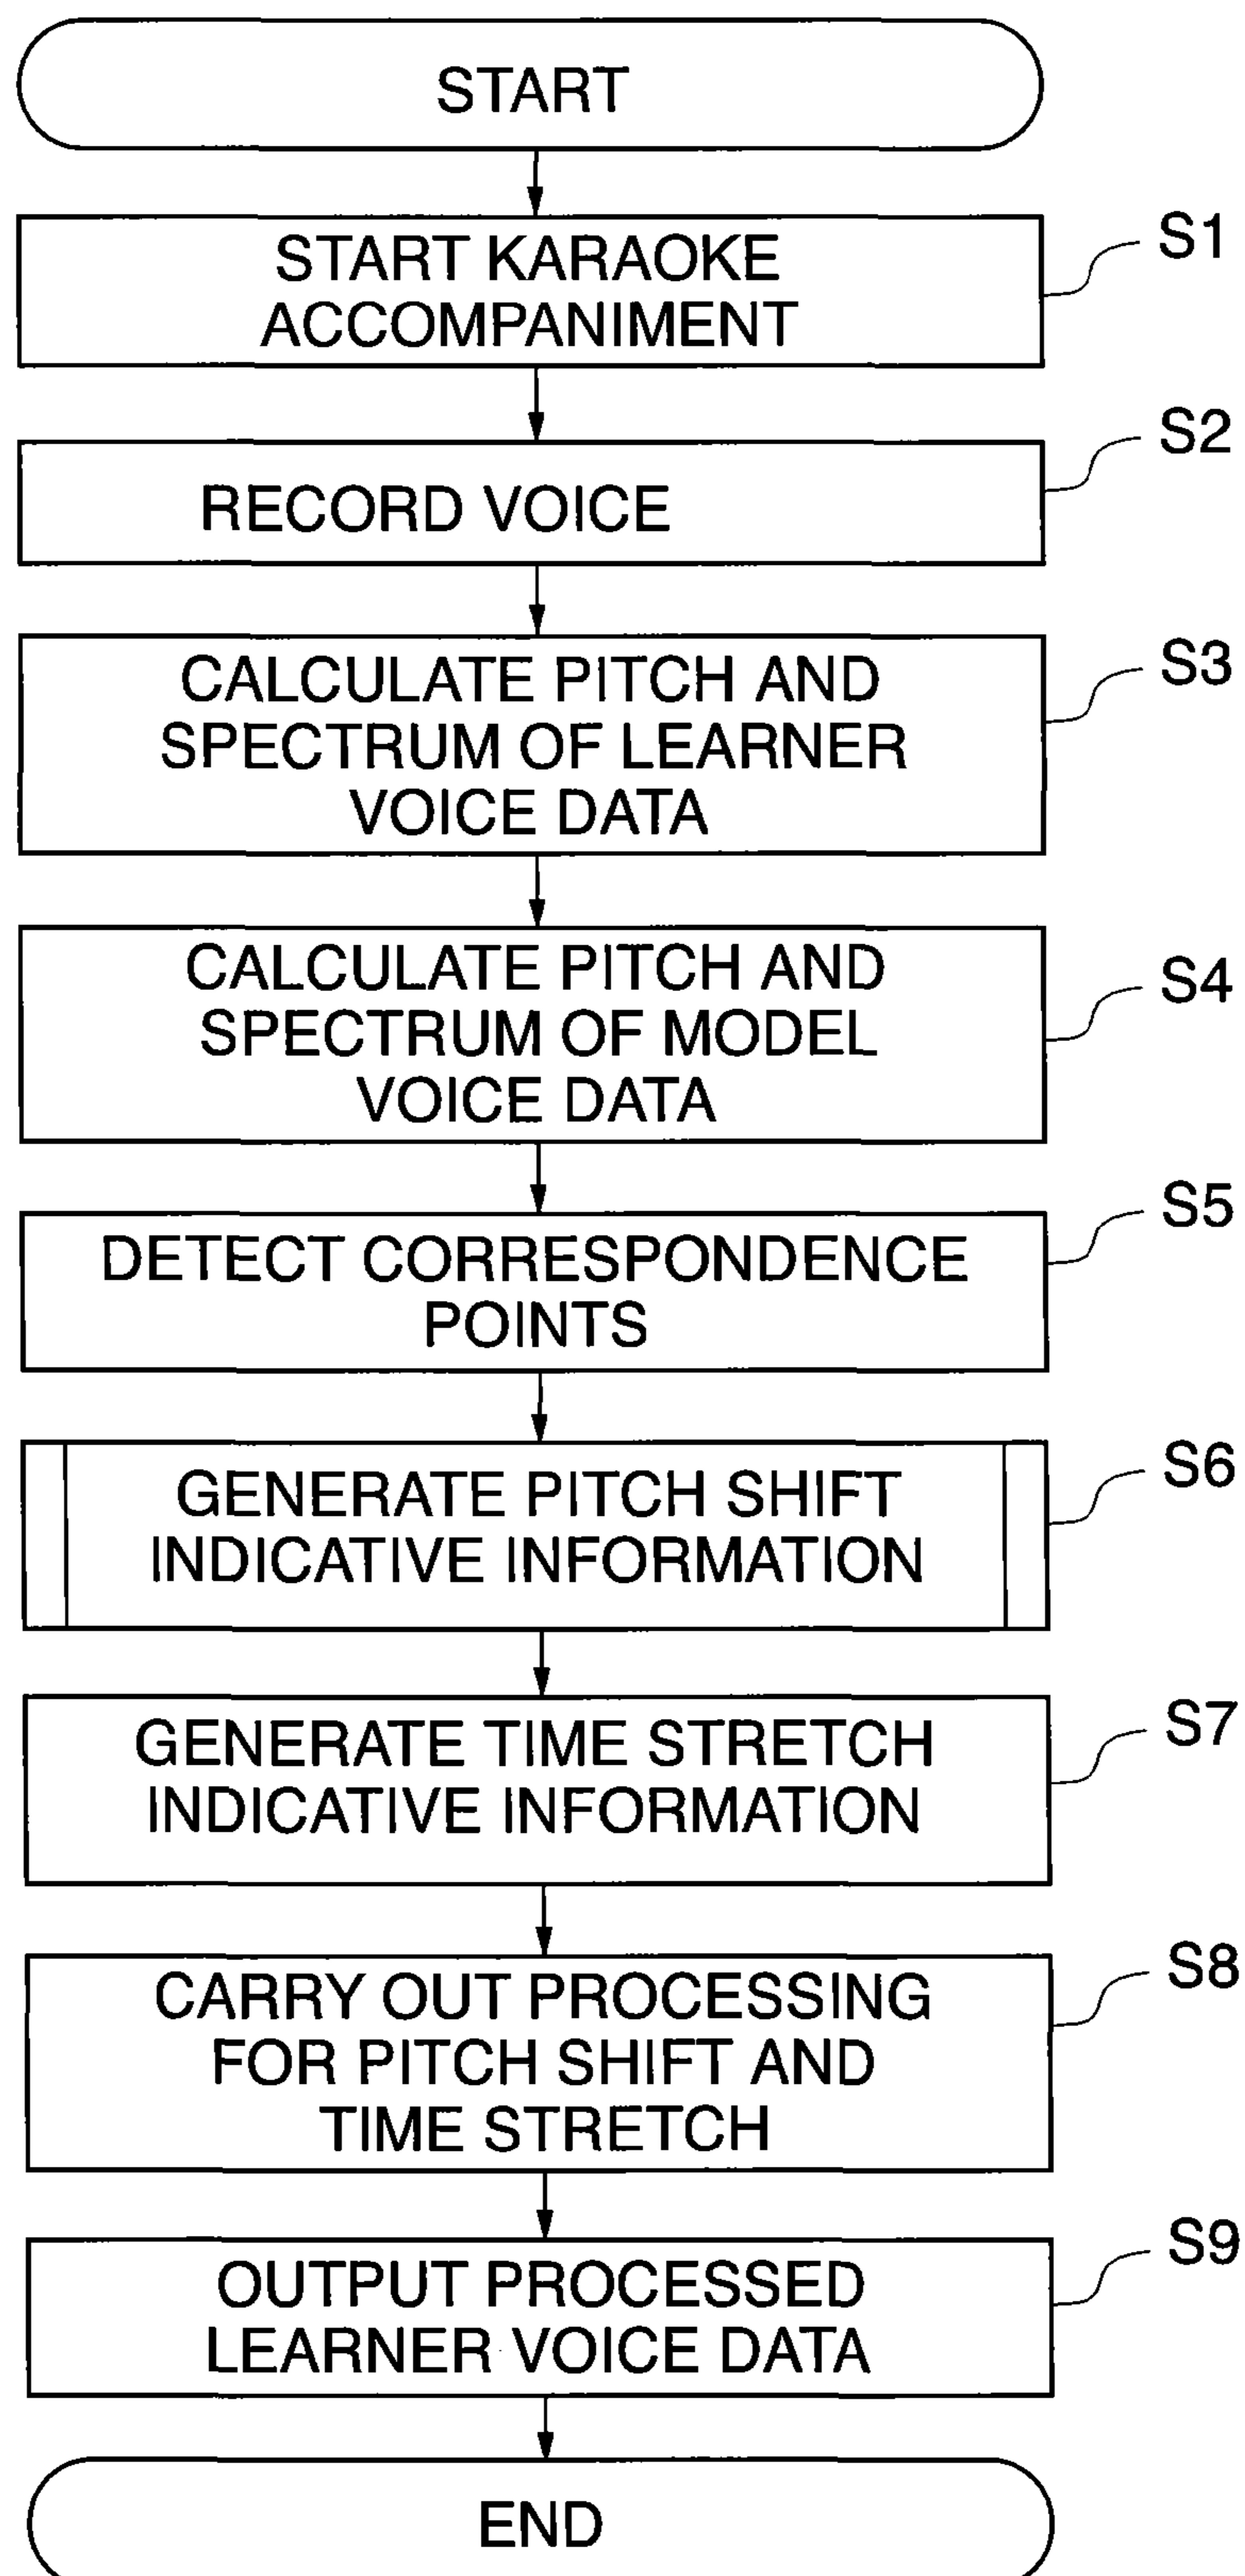 START
START KARAOKE
ACCOMPANIMENT
S1
RECORD VOICE
S2
CALCULATE PITCH AND
SPECTRUM OF LEARNER
VOICE DATA
S3
CALCULATE PITCH AND
SPECTRUM OF MODEL
VOICE DATA
S4
DETECT CORRESPONDENCE
POINTS
S5
GENERATE PITCH SHIFT
INDICATIVE INFORMATION
S6
GENERATE TIME STRETCH
INDICATIVE INFORMATION
S7
CARRY OUT PROCESSING
FOR PITCH SHIFT AND
TIME STRETCH
S8
OUTPUT PROCESSED
LEARNER VOICE DATA
S9
END